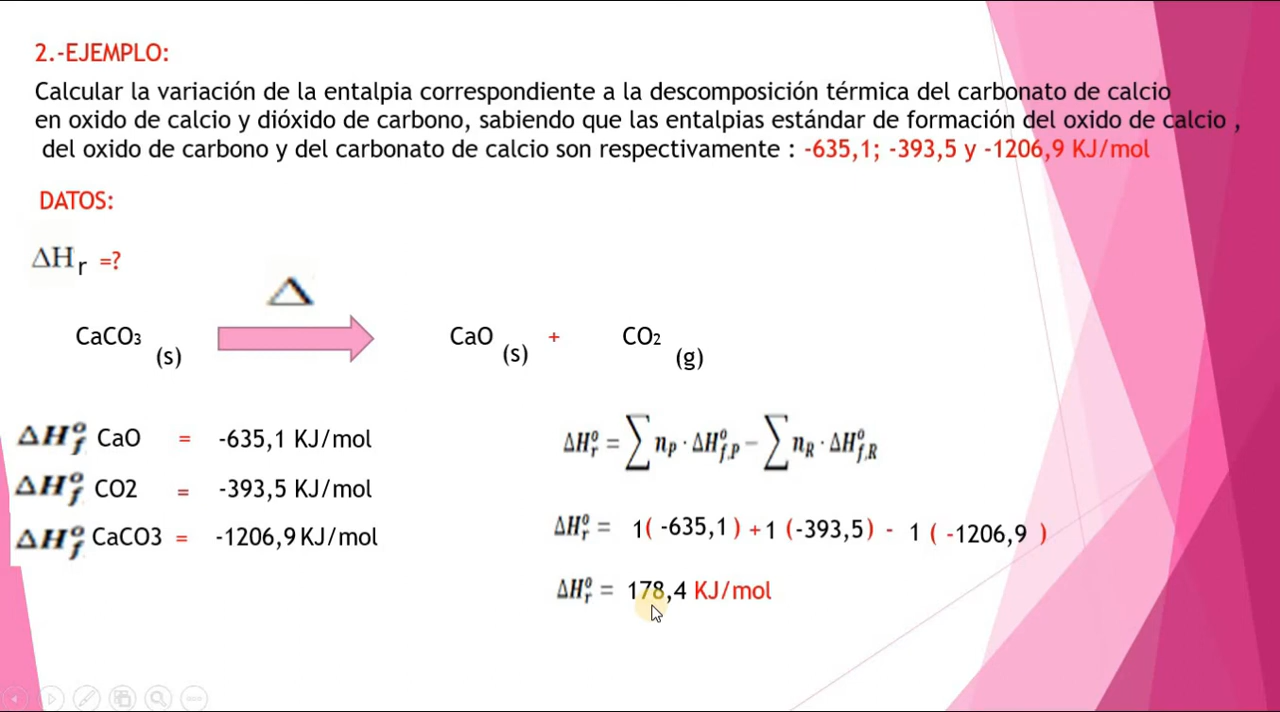 2.-EJEMPLO:
Calcular la variación de la entalpia correspondiente a la descomposición térmica del carbonato de calcio
en oxido de calcio y dióxido de carbono, sabiendo que las entalpias estándar de formación del oxido de calcio ,
del oxido de carbono y del carbonato de calcio son respectivamente : -635,1; -393,5 y -1206,9 KJ/mol
DATOS:
ΔHr =?
Δ
CaCO₃ (s) CaO (s) + CO₂ (g)
ΔH°f CaO = -635,1 KJ/mol
ΔH°f CO2 = -393,5 KJ/mol
ΔH°f CaCO3 = -1206,9 KJ/mol
ΔH°r = ∑ nP · ΔH°f,P − ∑ nR · ΔH°f,R
ΔH°r = 1( -635,1 ) + 1 (-393,5) - 1 ( -1206,9 )
ΔH°r = 178,4 KJ/mol